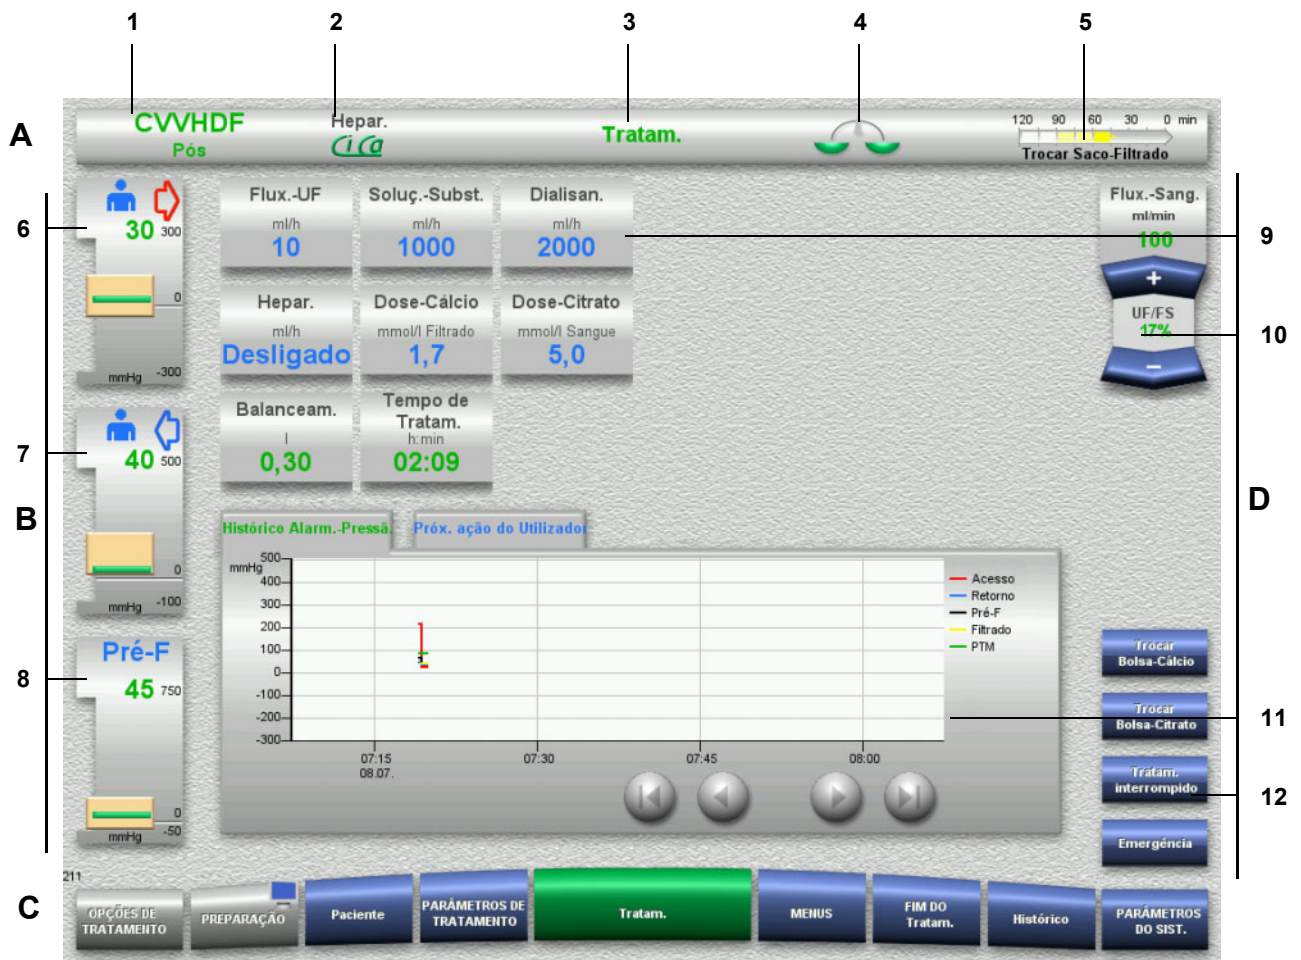 1
2
3
4
5
A
CVVHDF
Pós
Hepar.
CiCa
Tratam.
120 90 60 30 0 min
Trocar Saco-Filtrado
6
30 300
0
-300
mmHg
7
40 500
0
-100
mmHg
B
8
Pré-F
45 750
0
-50
mmHg
Flux.-UF
ml/h
10
Soluç.-Subst.
ml/h
1000
Dialisan.
ml/h
2000
Hepar.
ml/h
Desligado
Dose-Cálcio
mmol/l Filtrado
1,7
Dose-Citrato
mmol/l Sangue
5,0
Balanceam.
l
0,30
Tempo de
Tratam.
h:min
02:09
Histórico Alarm.-Pressã.
Próx. ação do Utilizador
mmHg
500
400
300
200
100
0
-100
-200
-300
07:15
08.07.
07:30
07:45
08:00
Acesso
Retorno
Pré-F
Filtrado
PTM
Flux.-Sang.
ml/min
100
+
UF/FS
17%
–
9
10
D
11
12
Trocar
Bolsa-Cálcio
Trocar
Bolsa-Citrato
Tratam.
interrompido
Emergência
211
C
OPÇÕES DE
TRATAMENTO
PREPARAÇÃO
Paciente
PARÂMETROS DE
TRATAMENTO
Tratam.
MENUS
FIM DO
Tratam.
Histórico
PARÂMETROS
DO SIST.